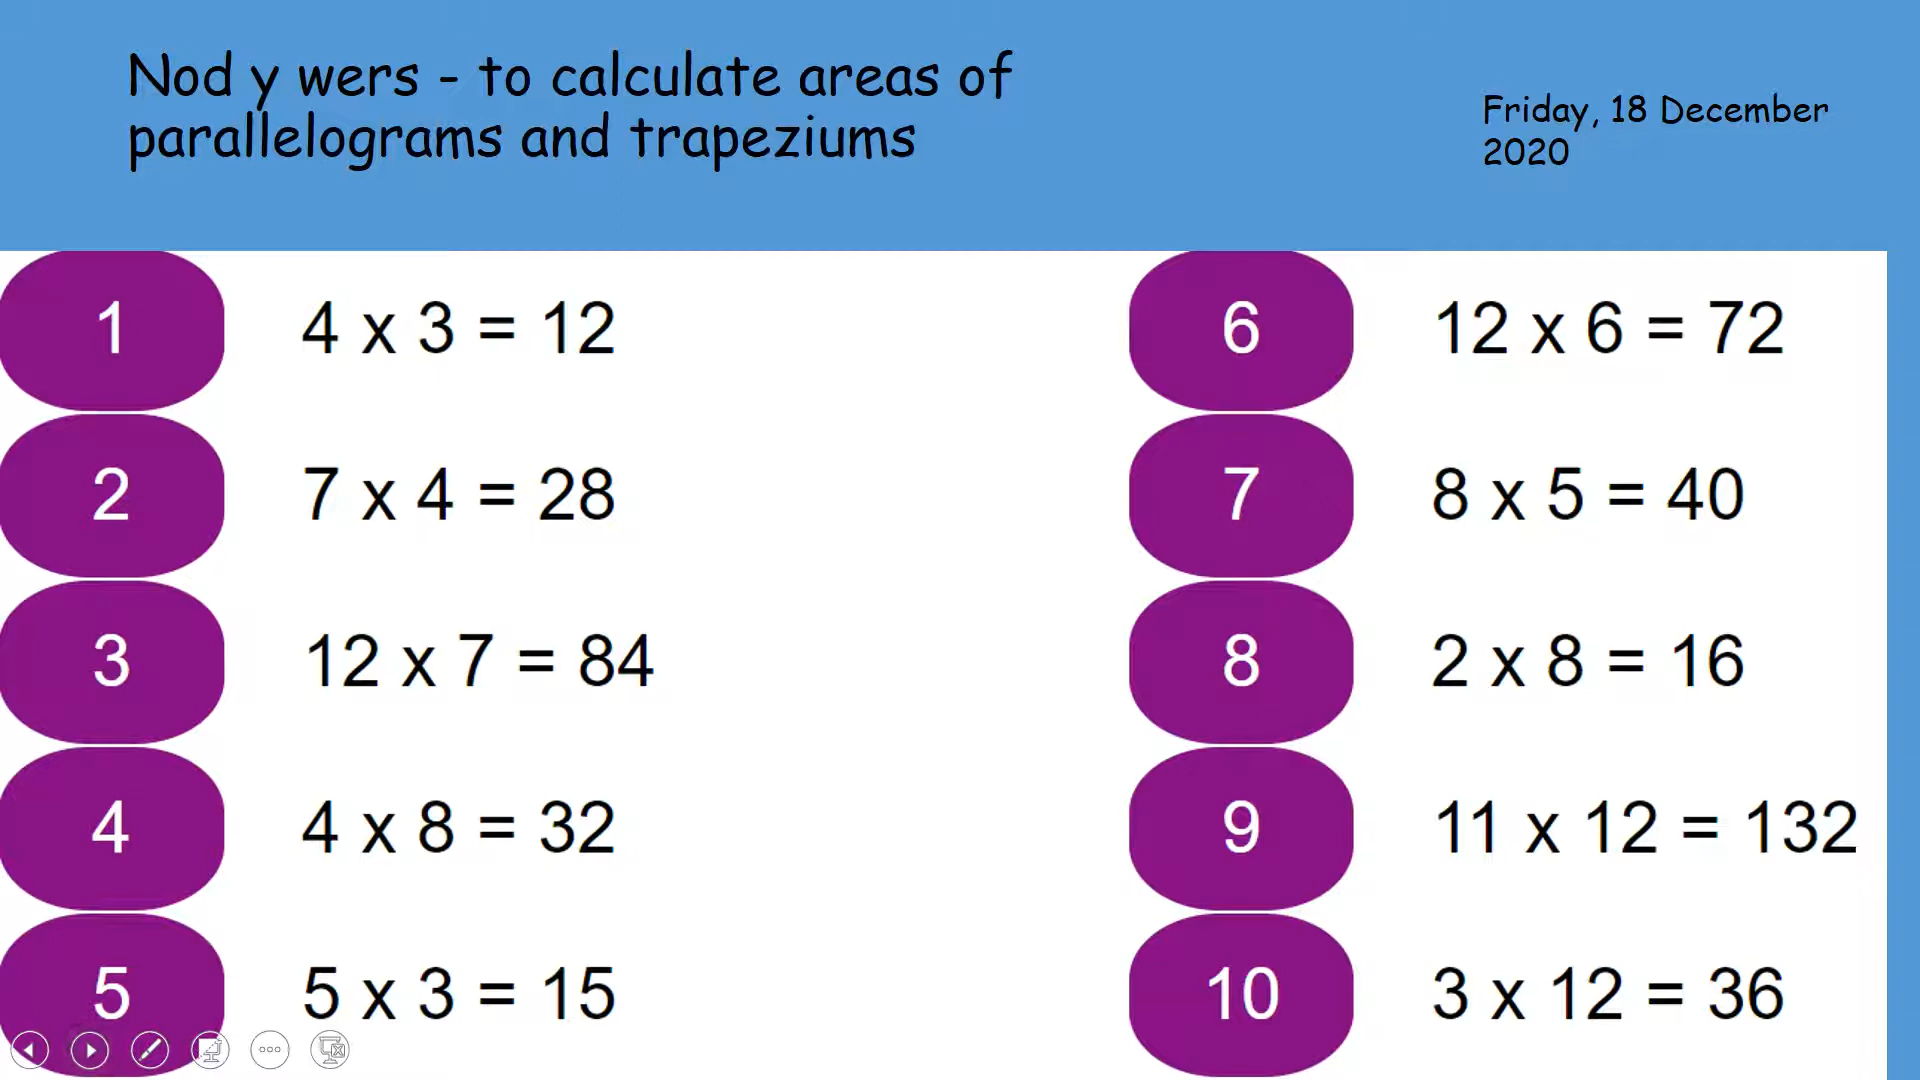 Nod y wers - to calculate areas of
parallelograms and trapeziums
Friday, 18 December
2020
1 4 x 3 = 12
2 7 x 4 = 28
3 12 x 7 = 84
4 4 x 8 = 32
5 5 x 3 = 15
6 12 x 6 = 72
7 8 x 5 = 40
8 2 x 8 = 16
9 11 x 12 = 132
10 3 x 12 = 36